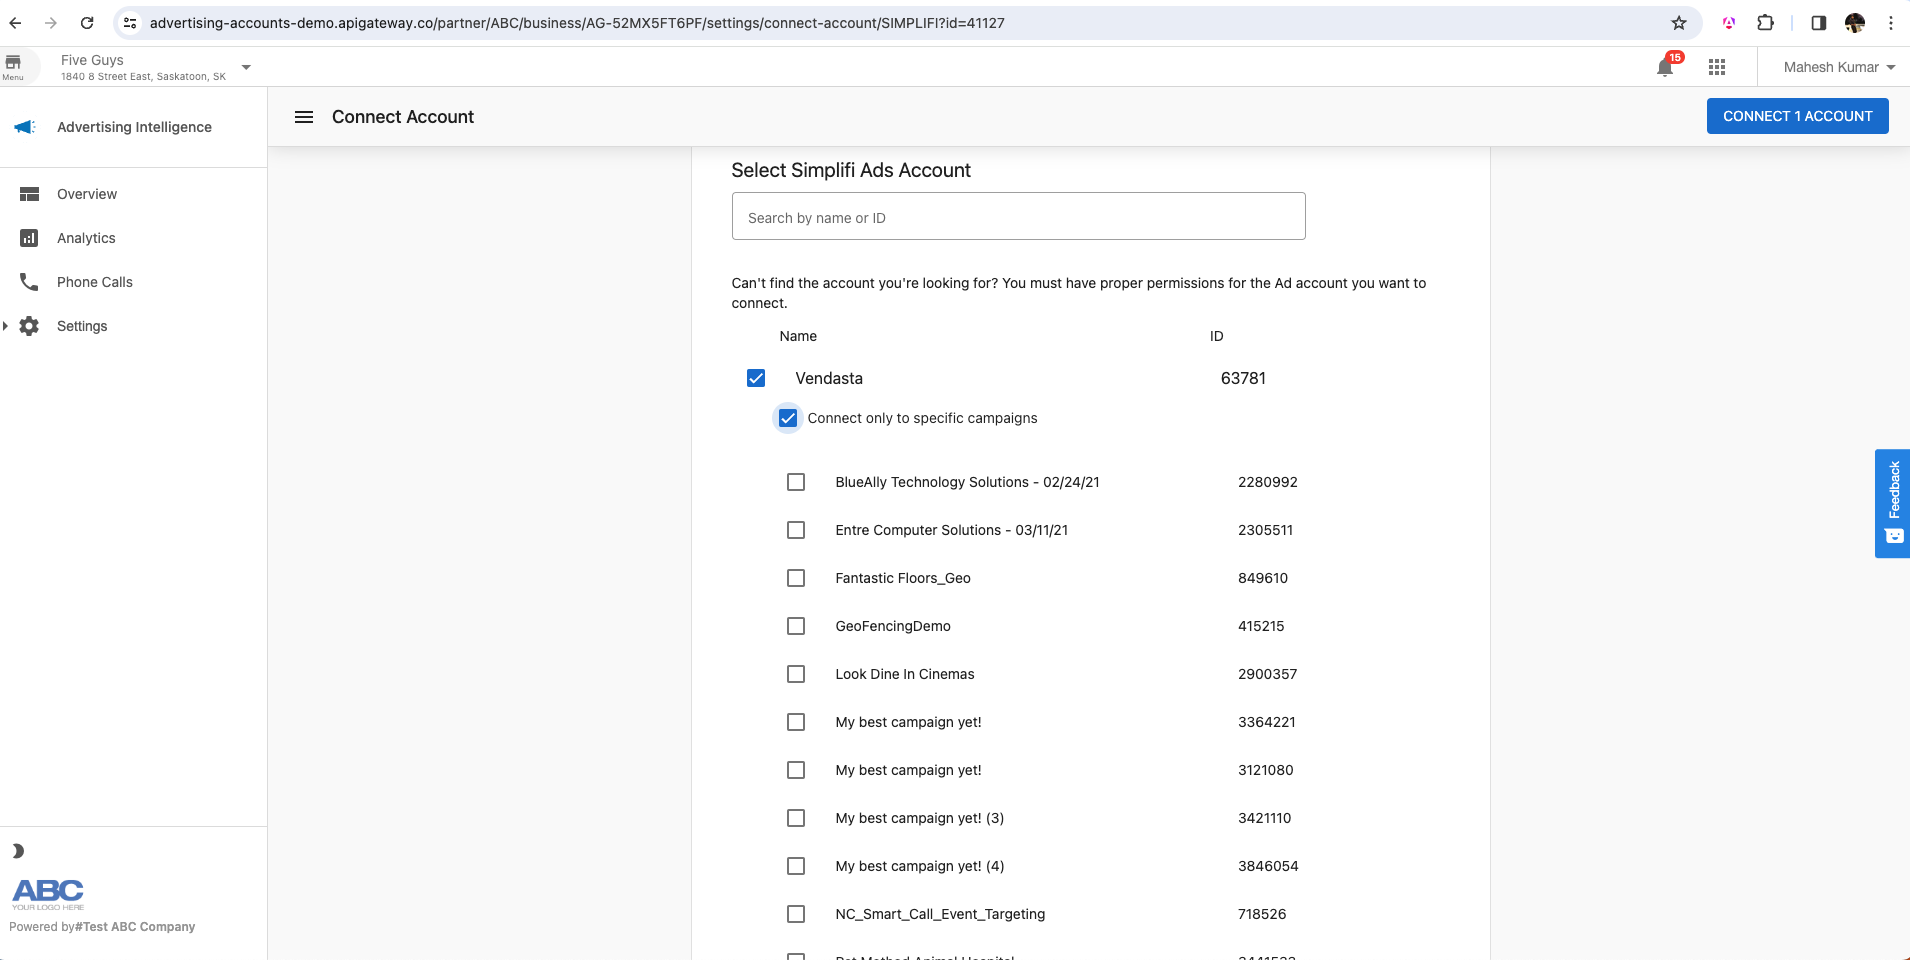 advertising-accounts-demo.apigateway.co/partner/ABC/business/AG-52MX5FT6PF/settings/connect-account/SIMPLIFI?id=41127
Menu
Five Guys
1840 8 Street East, Saskatoon, SK
15
Mahesh Kumar
Advertising Intelligence
Connect Account
CONNECT 1 ACCOUNT
Overview
Analytics
Phone Calls
Settings
Select Simplifi Ads Account
Search by name or ID
Can't find the account you're looking for? You must have proper permissions for the Ad account you want to
connect.
Name ID
Vendasta 63781
Connect only to specific campaigns
BlueAlly Technology Solutions - 02/24/21 2280992
Entre Computer Solutions - 03/11/21 2305511
Fantastic Floors_Geo 849610
GeoFencingDemo 415215
Look Dine In Cinemas 2900357
My best campaign yet! 3364221
My best campaign yet! 3121080
My best campaign yet! (3) 3421110
My best campaign yet! (4) 3846054
NC_Smart_Call_Event_Targeting 718526
Feedback
ABC
YOUR LOGO HERE
Powered by#Test ABC Company